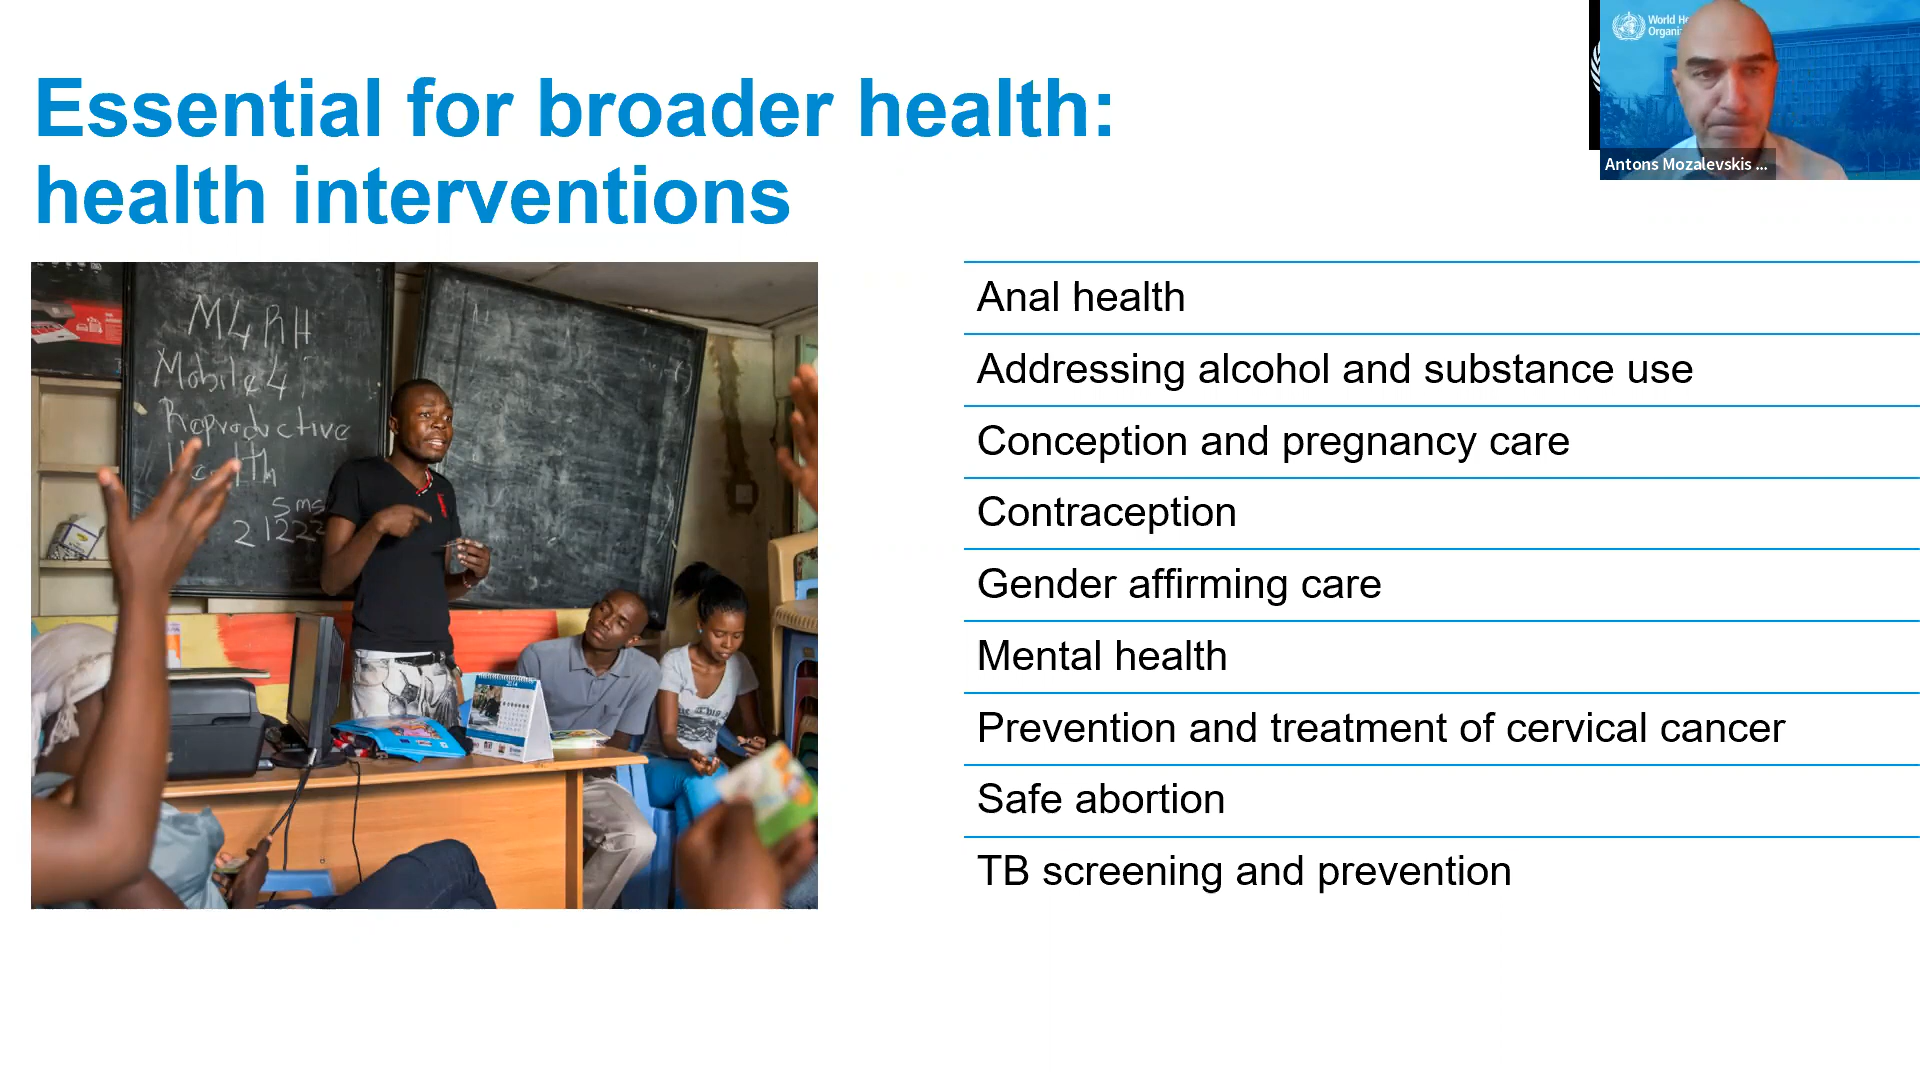 Essential for broader health:
health interventions
World He
Organi
Antons Mozalevskis ...
M4RH
Mobile 4
Reproductive
Health
sms
21222
2014
Anal health
Addressing alcohol and substance use
Conception and pregnancy care
Contraception
Gender affirming care
Mental health
Prevention and treatment of cervical cancer
Safe abortion
TB screening and prevention